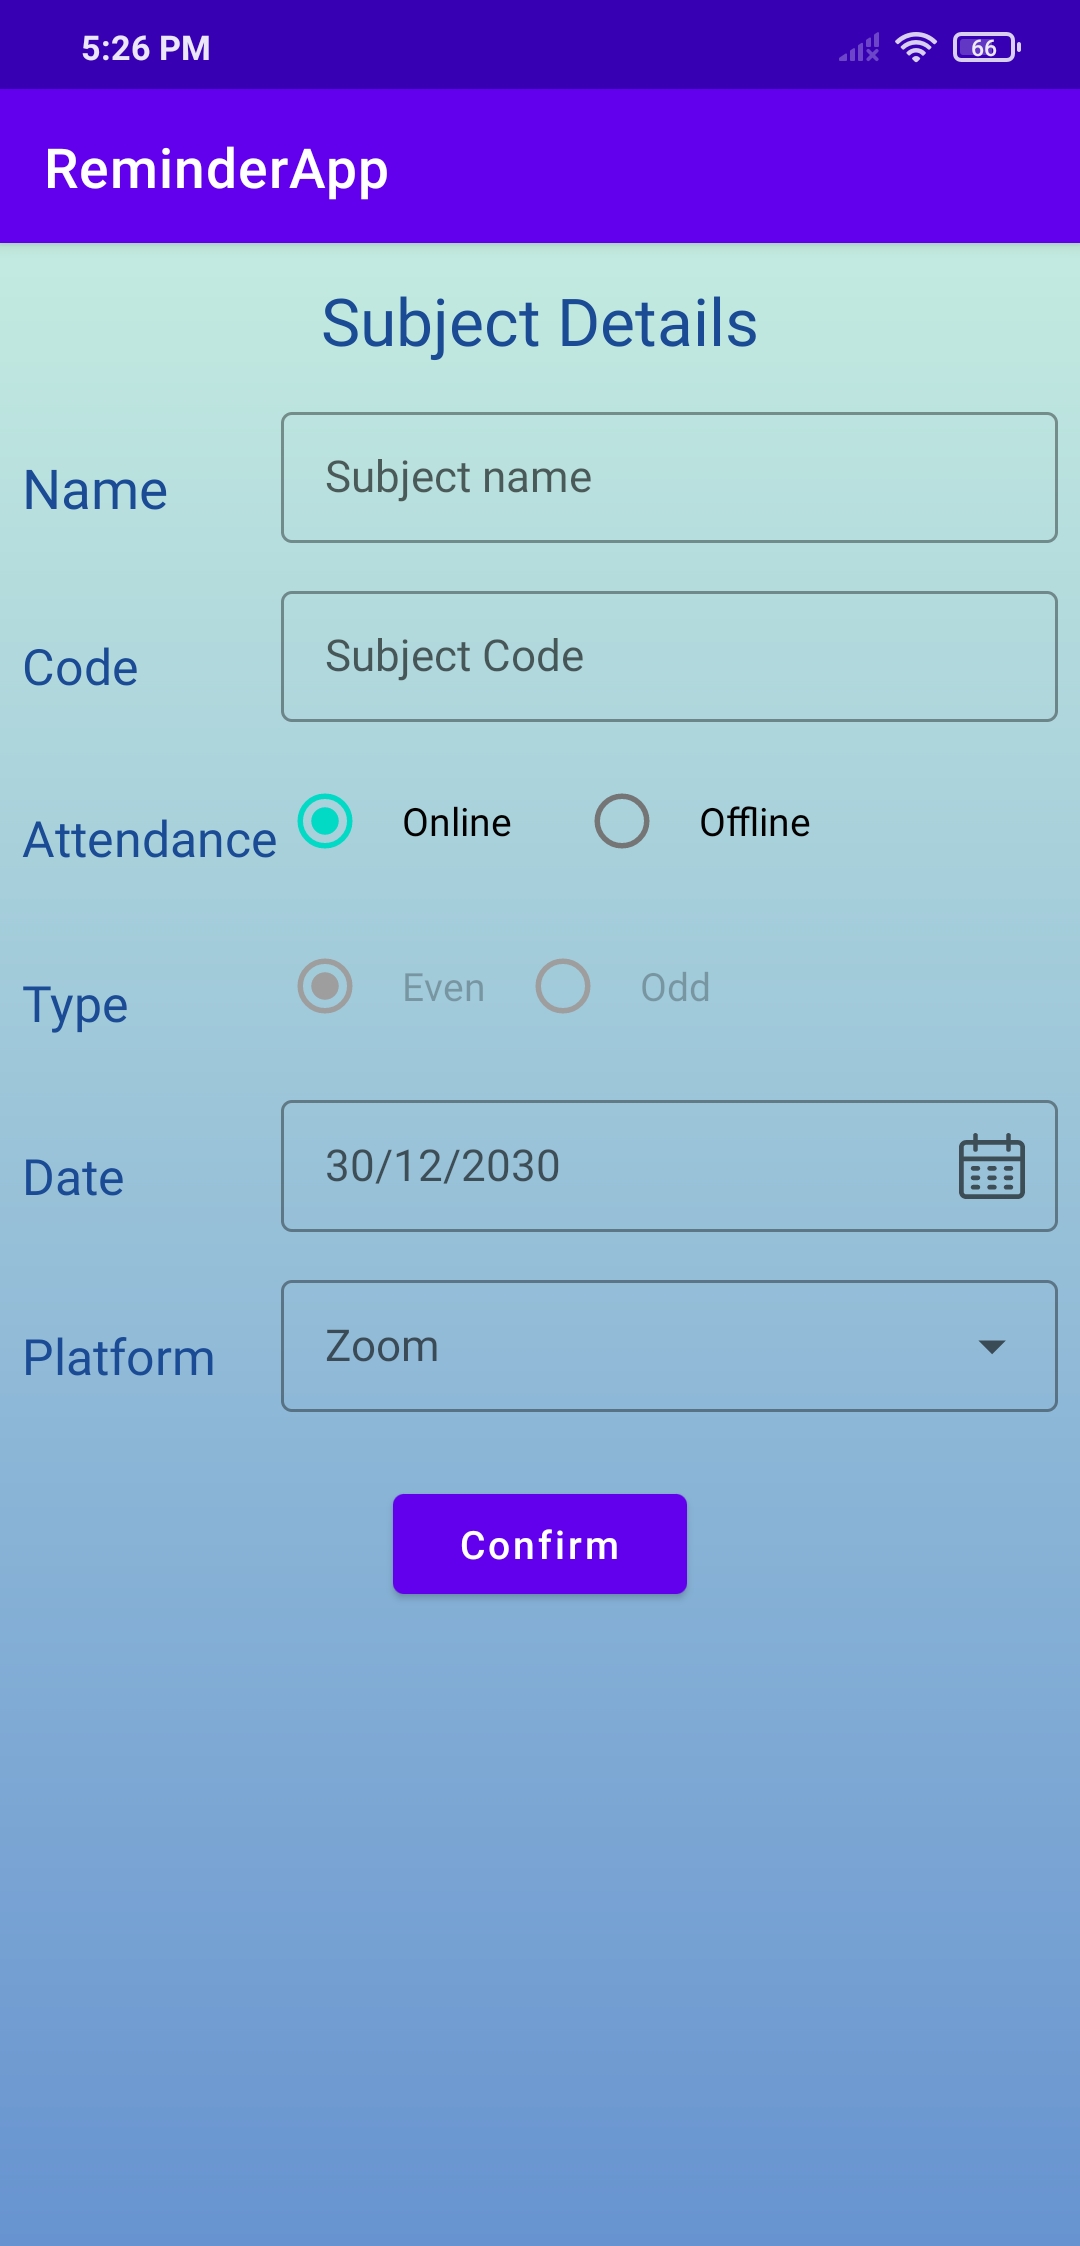 5:26 PM 66
ReminderApp
Subject Details
Name Subject name
Code Subject Code
Attendance Online Offline
Type Even Odd
Date 30/12/2030
Platform Zoom
Confirm